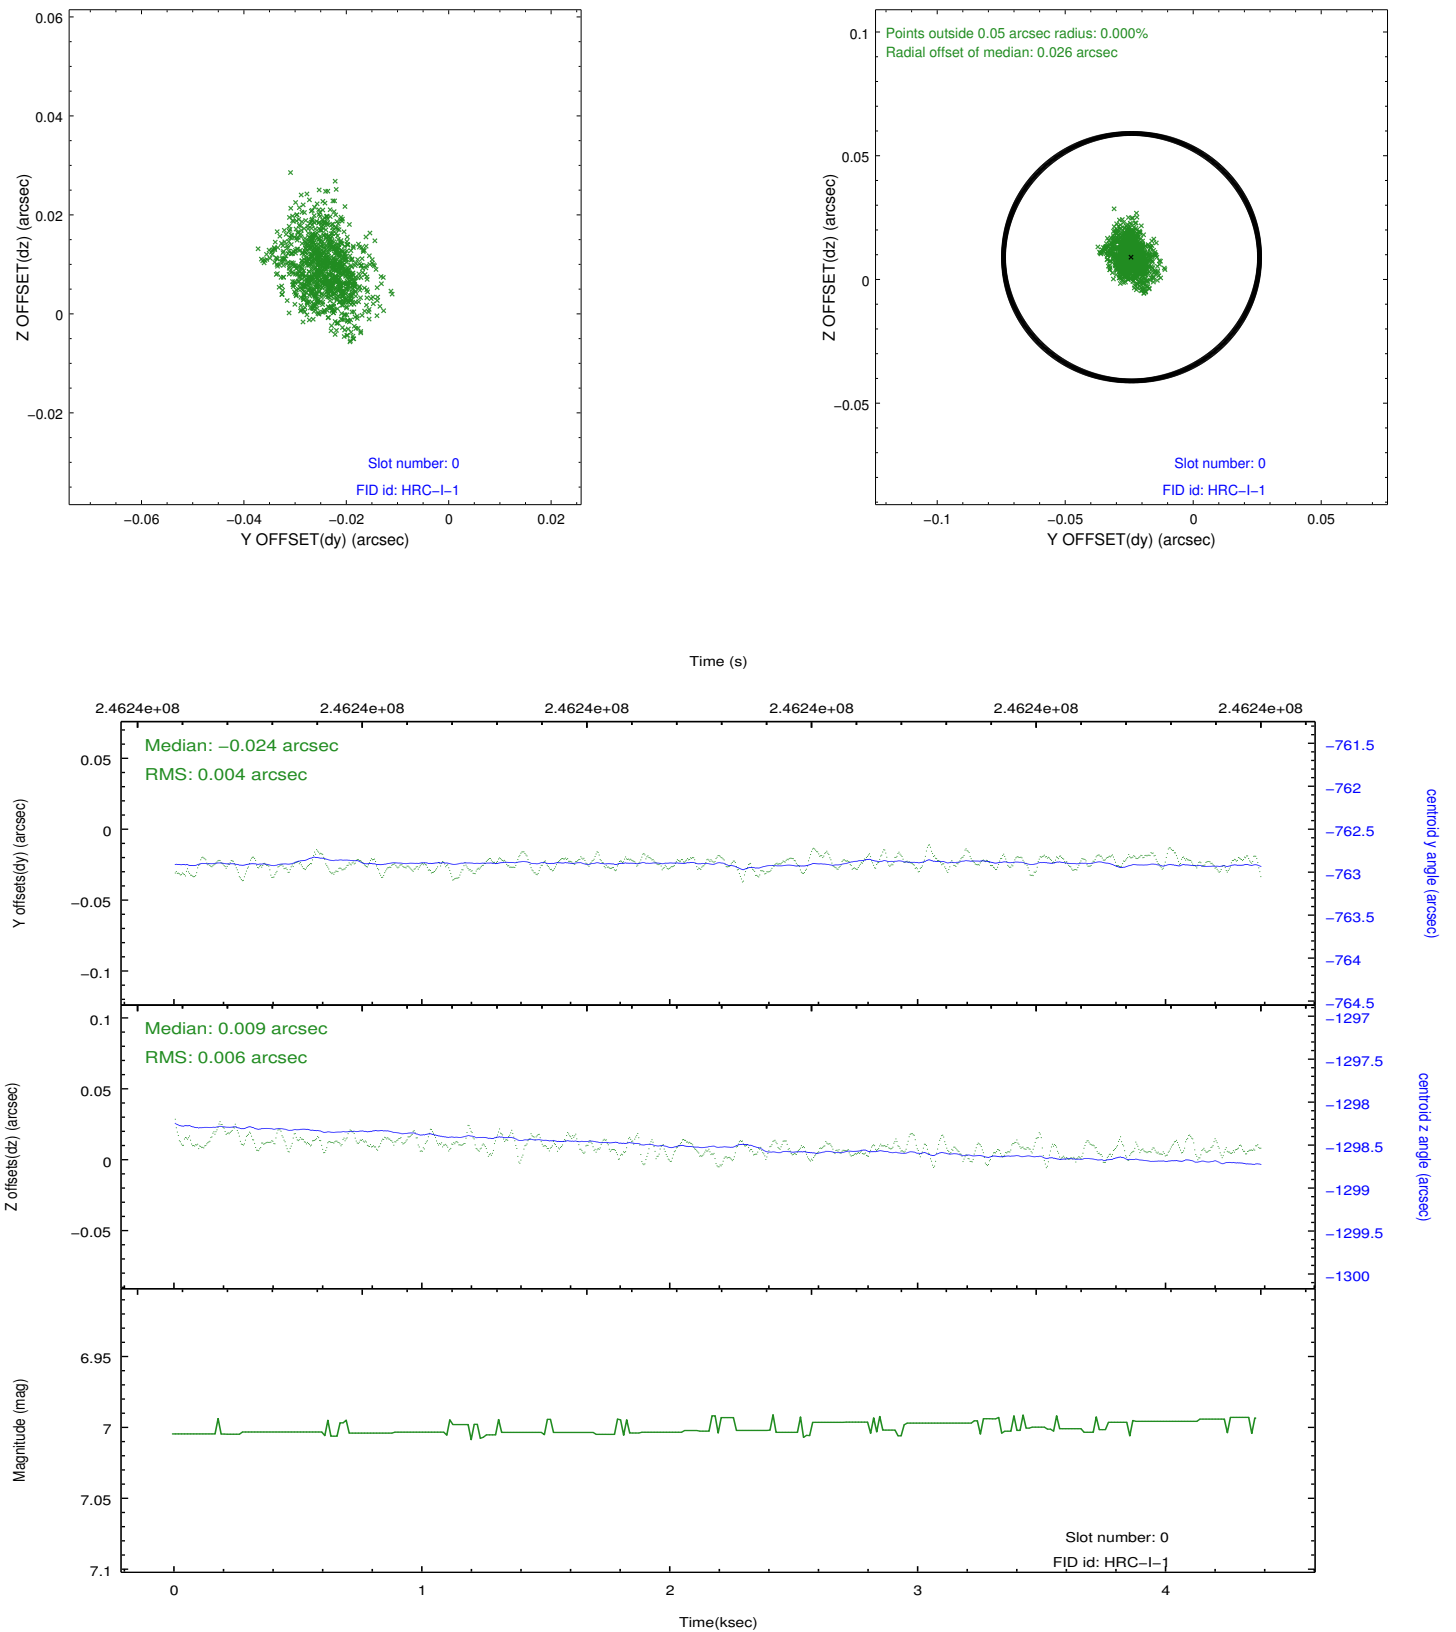 0.06
0.04
0.02
0
−0.02
Z OFFSET(dz) (arcsec)
Slot number: 0
FID id: HRC−I−1
−0.06
−0.04
−0.02
0
0.02
Y OFFSET(dy) (arcsec)
Points outside 0.05 arcsec radius: 0.000%
Radial offset of median: 0.026 arcsec
0.1
0.05
0
−0.05
Z OFFSET(dz) (arcsec)
Slot number: 0
FID id: HRC−I−1
−0.1
−0.05
0
0.05
Y OFFSET(dy) (arcsec)
Time (s)
2.4624e+08
2.4624e+08
2.4624e+08
2.4624e+08
2.4624e+08
2.4624e+08
Median: −0.024 arcsec
RMS: 0.004 arcsec
0.05
0
−0.05
−0.1
Y offsets(dy) (arcsec)
−761.5
−762
−762.5
−763
−763.5
−764
−764.5
centroid y angle (arcsec)
Median: 0.009 arcsec
RMS: 0.006 arcsec
0.1
0.05
0
−0.05
Z offsets(dz) (arcsec)
−1297
−1297.5
−1298
−1298.5
−1299
−1299.5
−1300
centroid z angle (arcsec)
6.95
7
7.05
7.1
Magnitude (mag)
Slot number: 0
FID id: HRC−I−1
0
1
2
3
4
Time(ksec)